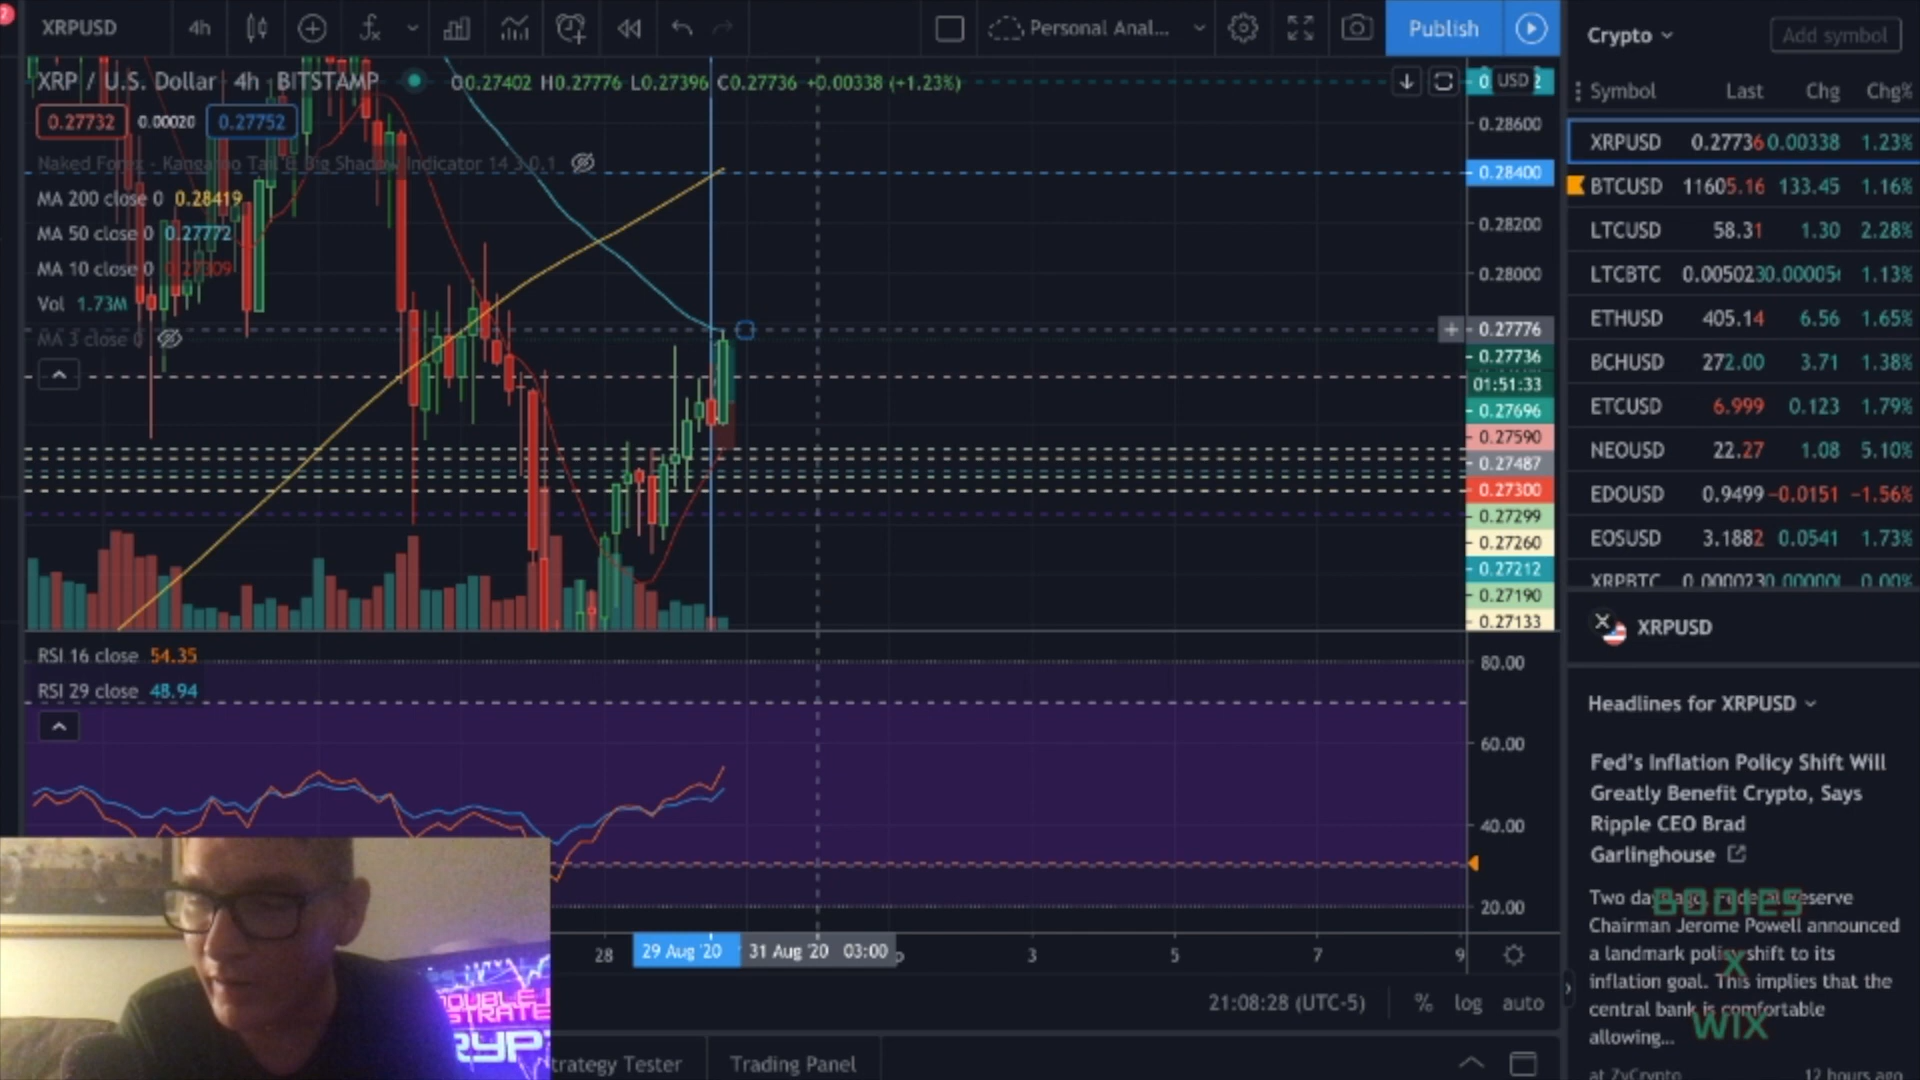 XRPUSD
4h
Personal Anal...
Publish
XRP / U.S. Dollar 4h BITSTAMP
O0.27402 H0.27776 L0.27396 C0.27736 +0.00338 (+1.23%)
0.27732 0.00020 0.27752
Naked Forex - Kangaroo Tail & Big Shadow Indicator 14 3 0.1
MA 200 close 0 0.28419
MA 50 close 0 0.27772
MA 10 close 0 0.27309
Vol 1.73M
MA 3 close 0
USD
0.28600
0.28400
0.28200
0.28000
0.27776
0.27736
01:51:33
0.27696
0.27590
0.27487
0.27300
0.27299
0.27260
0.27212
0.27190
0.27133
RSI 16 close 54.35
RSI 29 close 48.94
80.00
60.00
40.00
20.00
28 29 Aug '20 31 Aug '20 03:00 3 5 7 9
21:08:28 (UTC-5) % log auto
trategy Tester Trading Panel
Crypto Add symbol
Symbol Last Chg Chg%
XRPUSD 0.27736 0.00338 1.23%
BTCUSD 11605.16 133.45 1.16%
LTCUSD 58.31 1.30 2.28%
LTCBTC 0.005023 0.00005 1.13%
ETHUSD 405.14 6.56 1.65%
BCHUSD 272.00 3.71 1.38%
ETCUSD 6.999 0.123 1.79%
NEOUSD 22.27 1.08 5.10%
EDOUSD 0.9499 −0.0151 −1.56%
EOSUSD 3.1882 0.0541 1.73%
XRPBTC 0.000023 0.00000 0.00%
XRPUSD
Headlines for XRPUSD
Fed's Inflation Policy Shift Will
Greatly Benefit Crypto, Says
Ripple CEO Brad
Garlinghouse
Two days ago, Federal Reserve
Chairman Jerome Powell announced
a landmark policy shift to its
inflation goal. This implies that the
central bank is comfortable
allowing...
at ZyCrypto 12 hours ago
BODIES
X
WIX
DOUBLE
STRATE
RYP